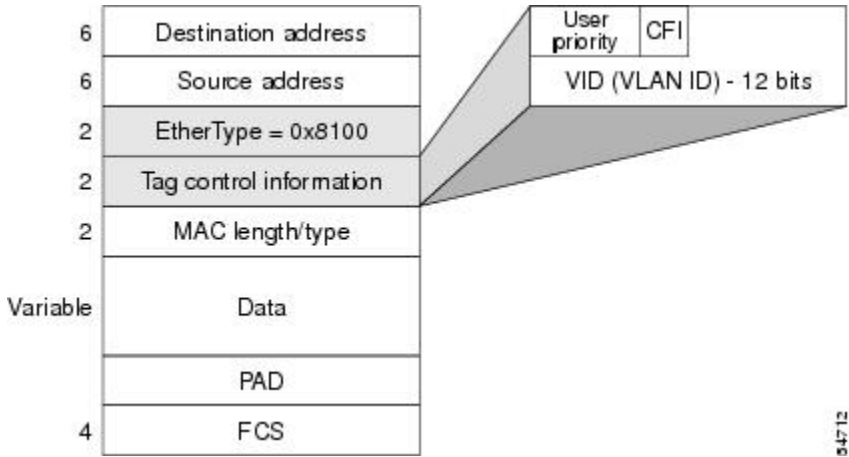 6 Destination address
6 Source address
2 EtherType = 0x8100
2 Tag control information
2 MAC length/type
Variable Data
PAD
4 FCS
User
priority
CFI
VID (VLAN ID) - 12 bits
54712